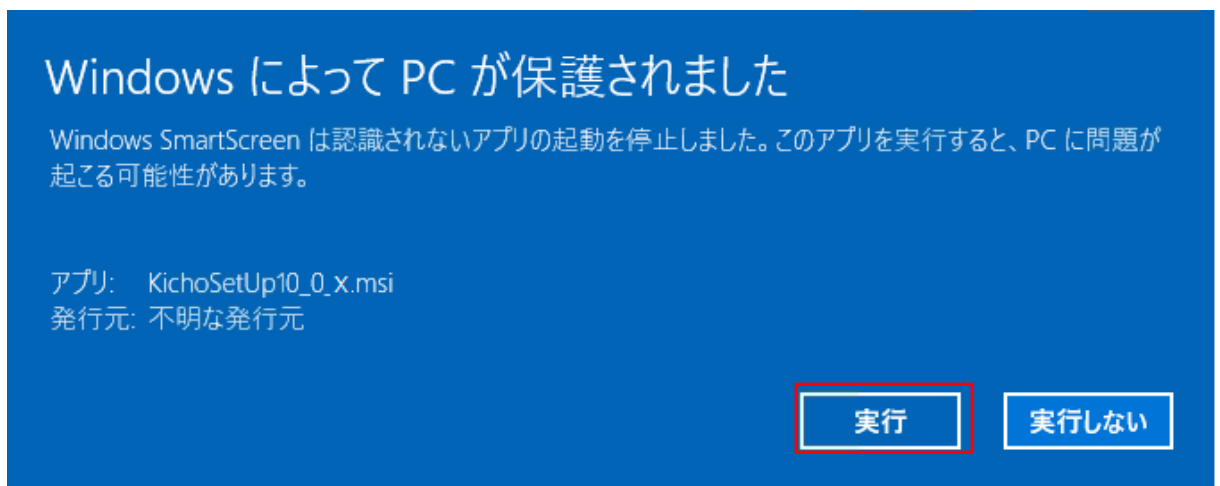 Windows によって PC が保護されました
Windows SmartScreen は認識されないアプリの起動を停止しました。このアプリを実行すると、PC に問題が
起こる可能性があります。
アプリ: KichoSetUp10_0_x.msi
発行元: 不明な発行元
実行 実行しない